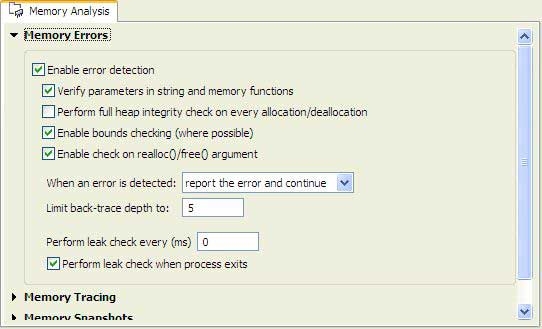 Memory Analysis
Memory Errors
Enable error detection
Verify parameters in string and memory functions
Perform full heap integrity check on every allocation/deallocation
Enable bounds checking (where possible)
Enable check on realloc()/free() argument
When an error is detected: report the error and continue
Limit back-trace depth to: 5
Perform leak check every (ms) 0
Perform leak check when process exits
Memory Tracing
Memory Snapshots